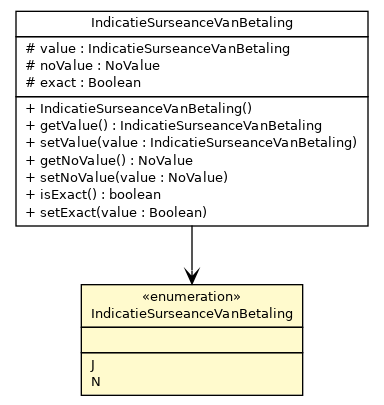 IndicatieSurseanceVanBetaling
# value : IndicatieSurseanceVanBetaling
# noValue : NoValue
# exact : Boolean
+ IndicatieSurseanceVanBetaling()
+ getValue() : IndicatieSurseanceVanBetaling
+ setValue(value : IndicatieSurseanceVanBetaling)
+ getNoValue() : NoValue
+ setNoValue(value : NoValue)
+ isExact() : boolean
+ setExact(value : Boolean)
«enumeration»
IndicatieSurseanceVanBetaling
J
N